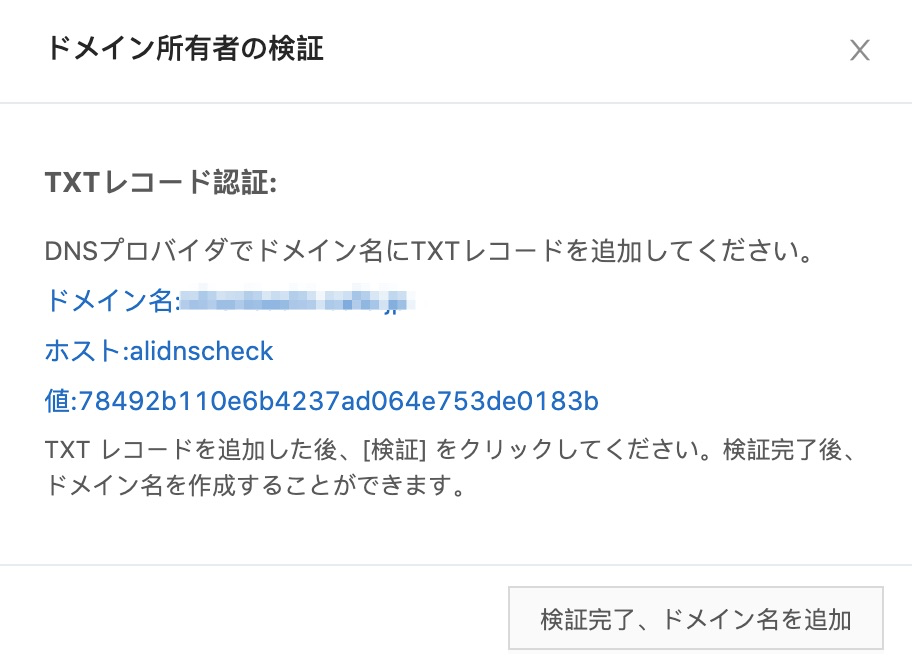 ドメイン所有者の検証
TXTレコード認証:
DNSプロバイダでドメイン名にTXTレコードを追加してください。
ドメイン名:
ホスト:alidnscheck
値:78492b110e6b4237ad064e753de0183b
TXT レコードを追加した後、[検証] をクリックしてください。検証完了後、
ドメイン名を作成することができます。
検証完了、ドメイン名を追加